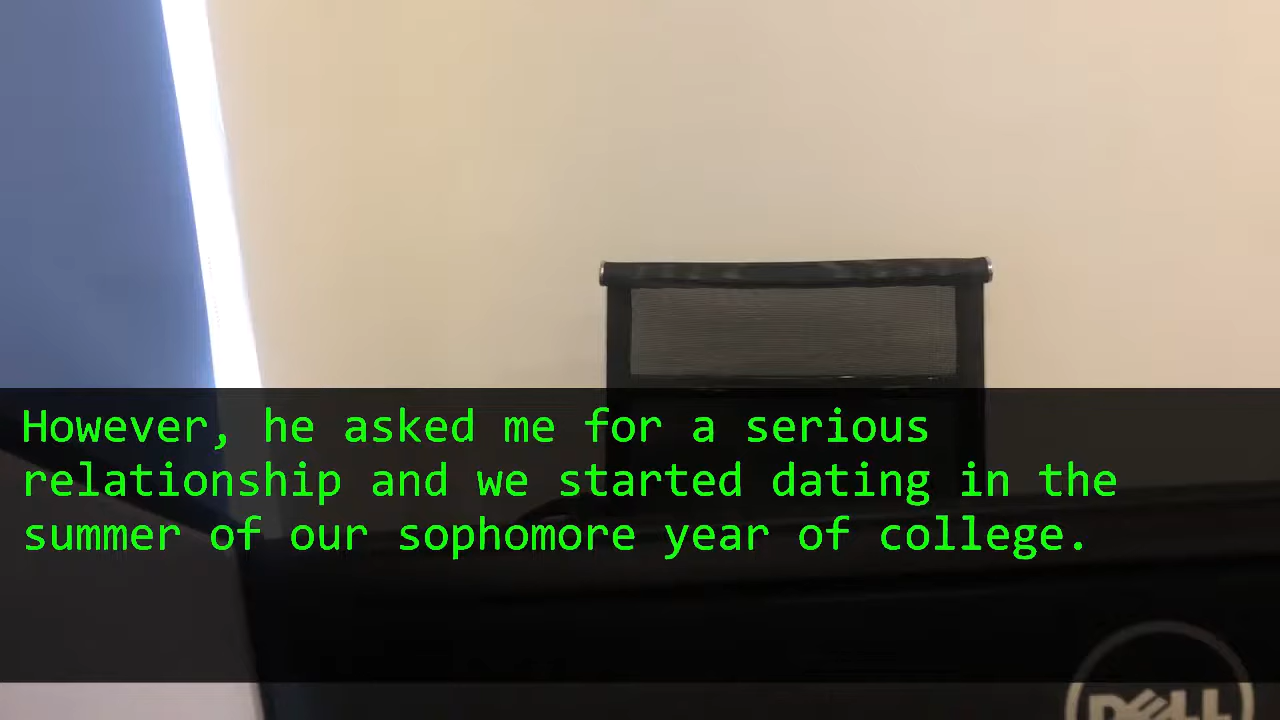 However, he asked me for a serious
relationship and we started dating in the
summer of our sophomore year of college.
DELL